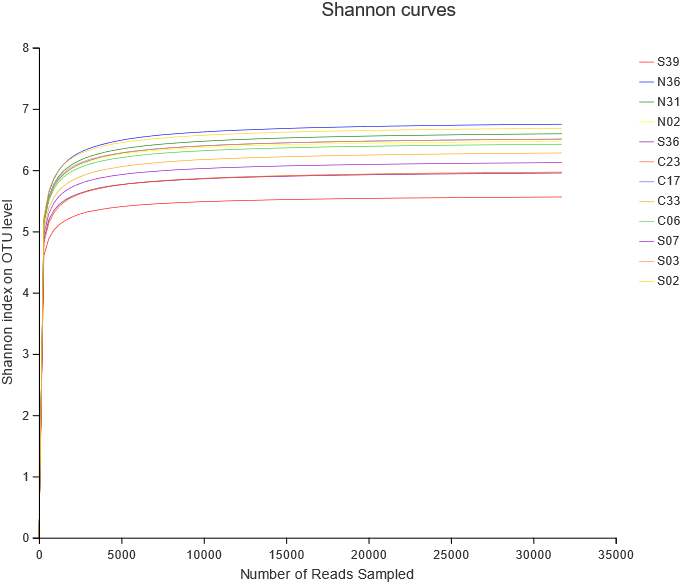 Shannon curves
8
7
6
5
4
3
2
1
0
Shannon index on OTU level
0 5000 10000 15000 20000 25000 30000 35000
Number of Reads Sampled
S39
N36
N31
N02
S36
C23
C17
C33
C06
S07
S03
S02